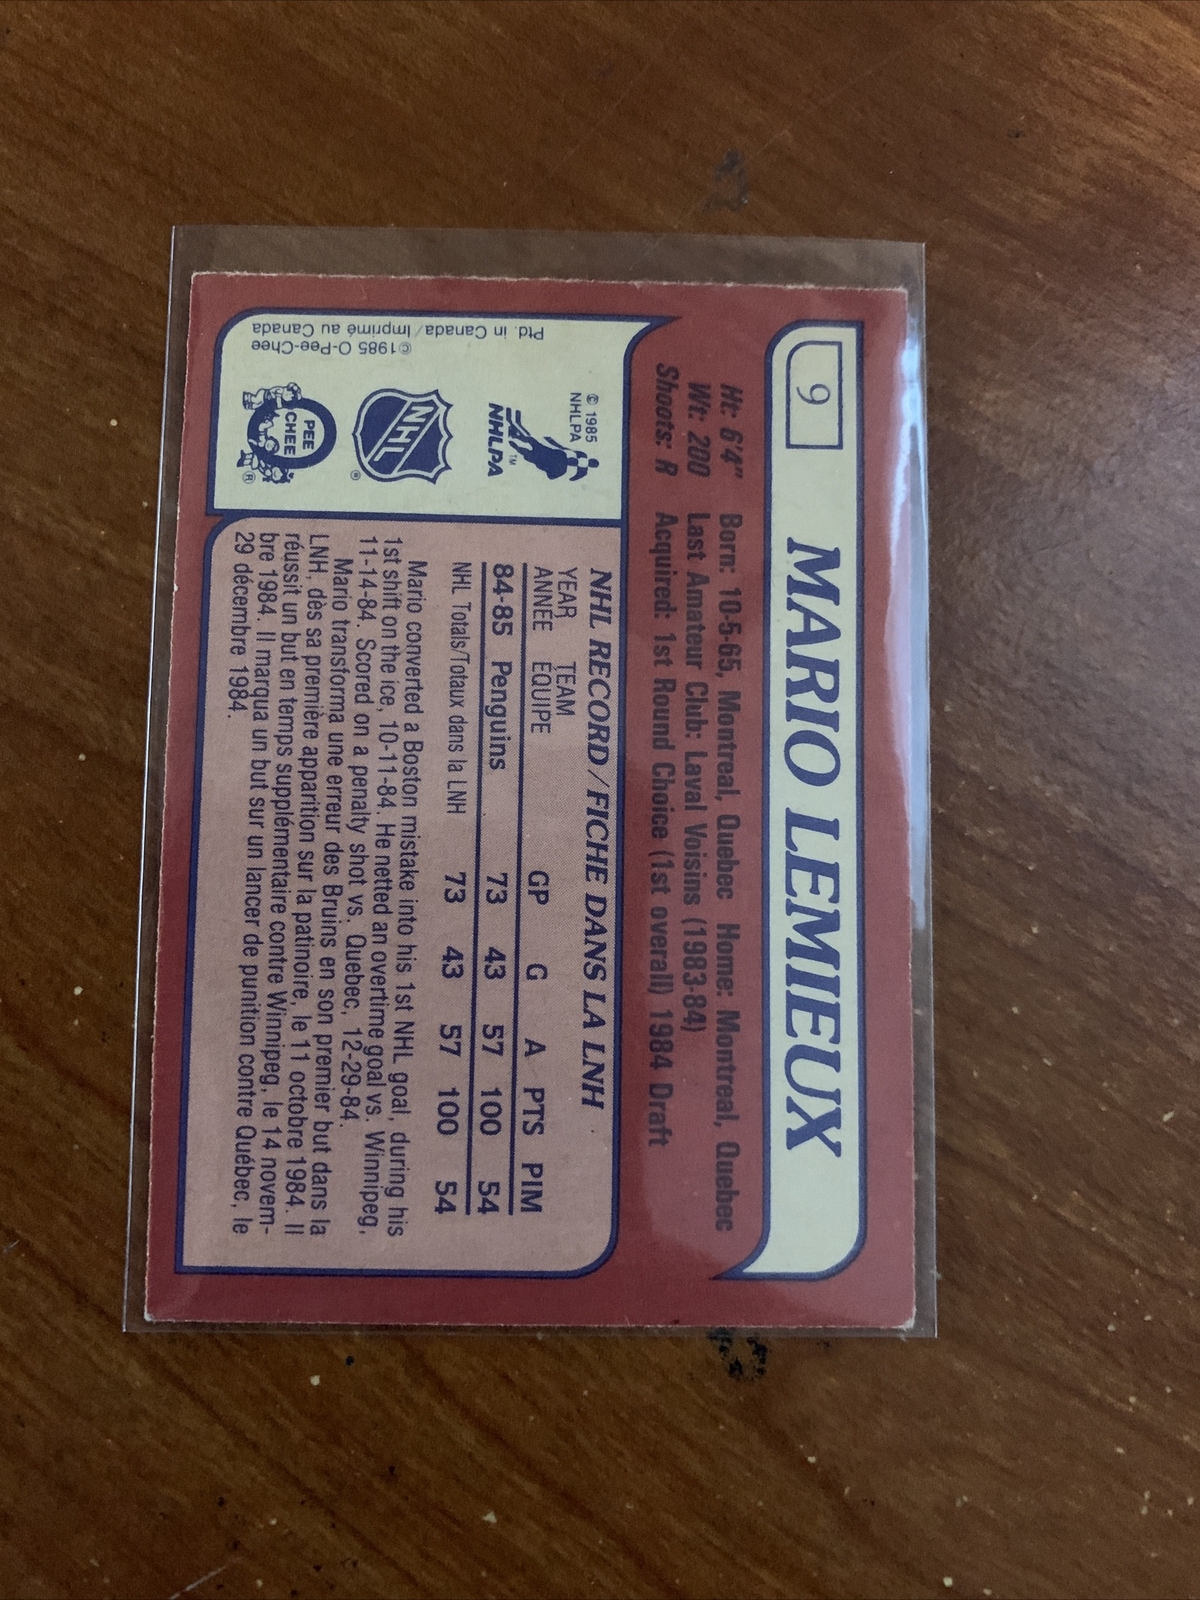 9
MARIO LEMIEUX
Ht: 6'4" Born: 10-5-65, Montreal, Quebec Home: Montreal, Quebec
Wt: 200 Last Amateur Club: Laval Voisins (1983-84)
Shoots: R Acquired: 1st Round Choice (1st overall) 1984 Draft
© 1985
NHLPA
NHLPA
TM
NHL
®
PEE
CHEE
®
©1985 O-Pee-Chee
Ptd. in Canada/Imprimé au Canada
NHL RECORD/FICHE DANS LA LNH
YEAR TEAM
ANNÉE ÉQUIPE GP G A PTS PIM
84-85 Penguins 73 43 57 100 54
NHL Totals/Totaux dans la LNH 73 43 57 100 54
Mario converted a Boston mistake into his 1st NHL goal, during his
1st shift on the ice, 10-11-84. He netted an overtime goal vs. Winnipeg,
11-14-84. Scored on a penalty shot vs. Quebec, 12-29-84.
Mario transforma une erreur des Bruins en son premier but dans la
LNH, dès sa première apparition sur la patinoire, le 11 octobre 1984. Il
réussit un but en temps supplémentaire contre Winnipeg, le 14 novem-
bre 1984. Il marqua un but sur un lancer de punition contre Québec, le
29 décembre 1984.